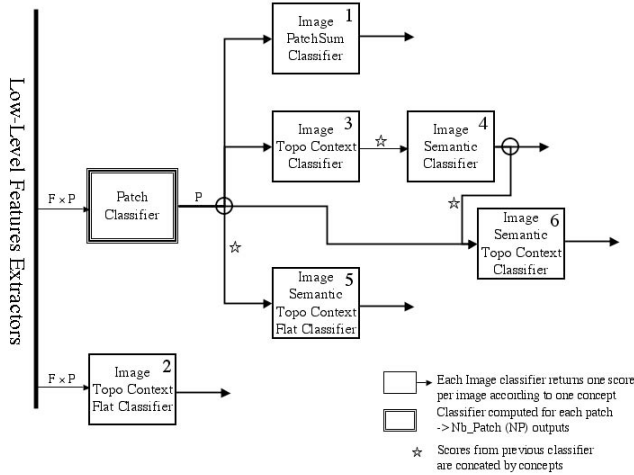 Low-Level Features Extractors
Image 1
PatchSum
Classifier
Image 3
Topo Context
Classifier
Image 4
Semantic
Classifier
F × P
Patch
Classifier
P
Image 6
Semantic
Topo Context
Classifier
Image 5
Semantic
Topo Context
Flat Classifier
F × P
Image 2
Topo Context
Flat Classifier
Each Image classifier returns one score
per image according to one concept
Classifier computed for each patch
-> Nb_Patch (NP) outputs
Scores from previous classifier
are concated by concepts